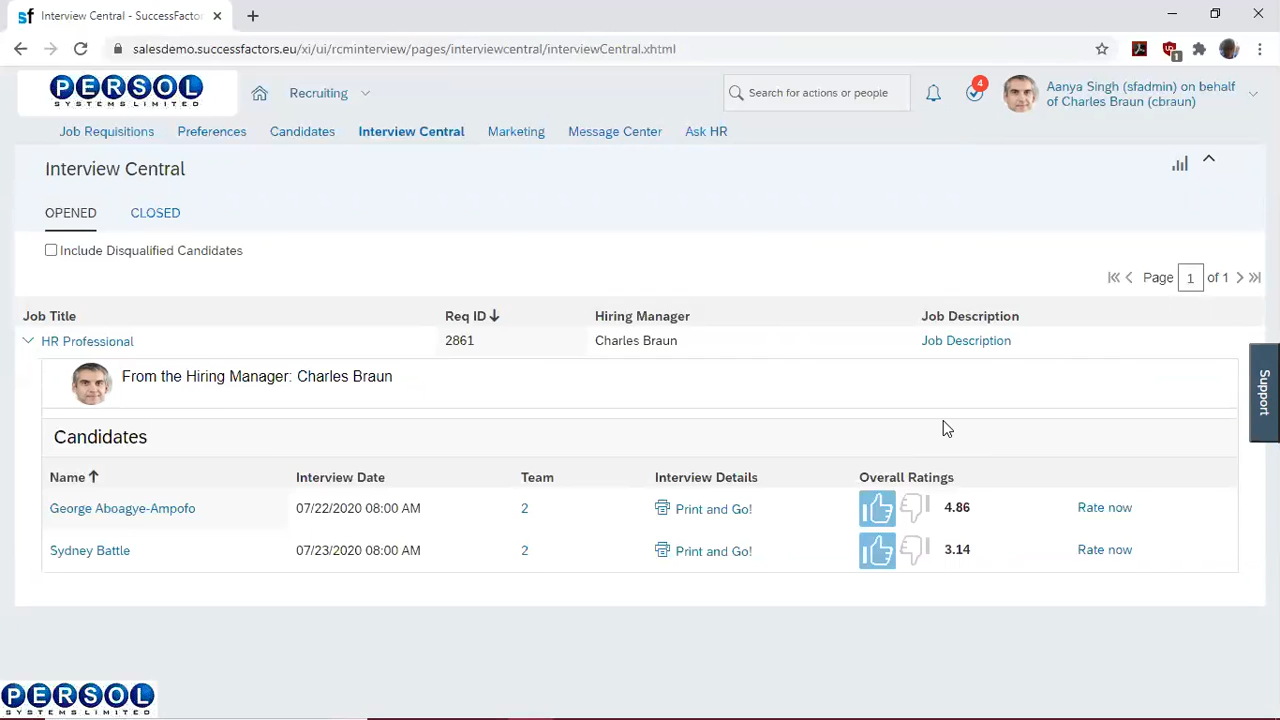 sf Interview Central - SuccessFactor
salesdemo.successfactors.eu/xi/ui/rcminterview/pages/interviewcentral/interviewCentral.xhtml
1
PERSOL
SYSTEMS LIMITED
Recruiting
Search for actions or people
4
Aanya Singh (sfadmin) on behalf
of Charles Braun (cbraun)
Job Requisitions Preferences Candidates Interview Central Marketing Message Center Ask HR
Interview Central
OPENED CLOSED
Include Disqualified Candidates
Page 1 of 1
Job Title Req ID Hiring Manager Job Description
HR Professional 2861 Charles Braun Job Description
From the Hiring Manager: Charles Braun
Support
Candidates
Name Interview Date Team Interview Details Overall Ratings
George Aboagye-Ampofo 07/22/2020 08:00 AM 2 Print and Go! 4.86 Rate now
Sydney Battle 07/23/2020 08:00 AM 2 Print and Go! 3.14 Rate now
PERSOL
SYSTEMS LIMITED